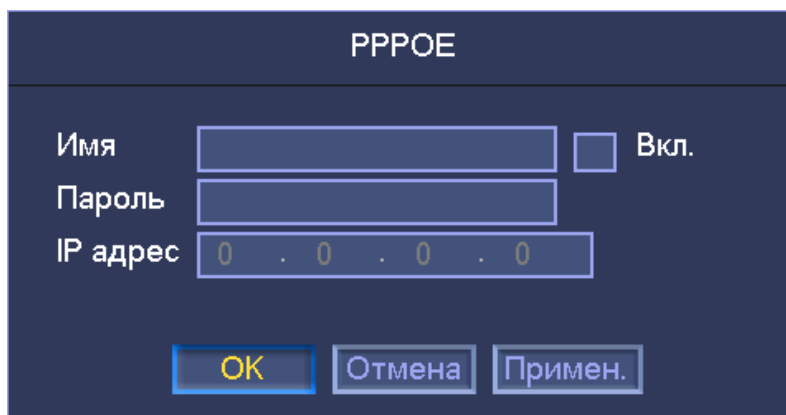 PPPOE
Имя Вкл.
Пароль
IP адрес 0 . 0 . 0 . 0
OK Отмена Примен.